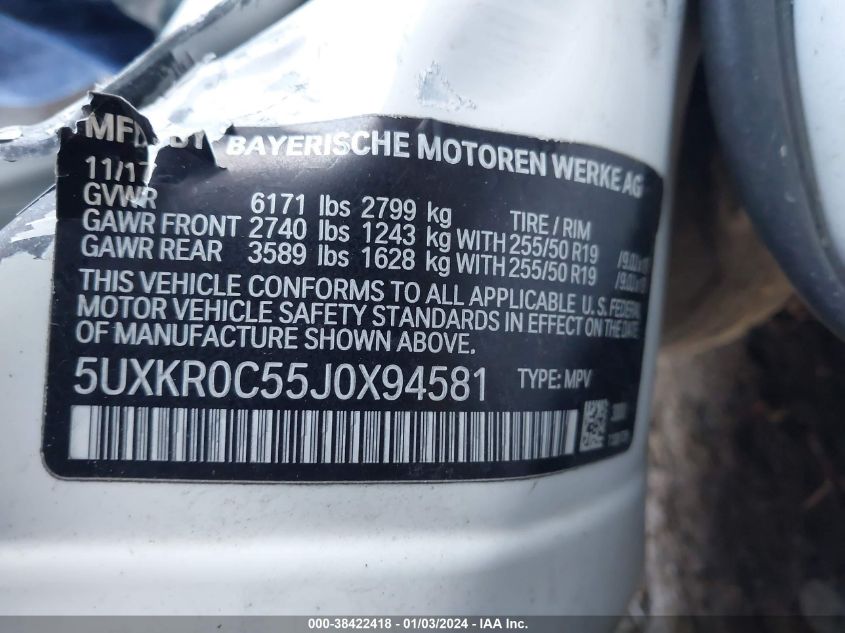 MFD BY BAYERISCHE MOTOREN WERKE AG
11/17
GVWR 6171 lbs 2799 kg TIRE / RIM
GAWR FRONT 2740 lbs 1243 kg WITH 255/50 R19
GAWR REAR 3589 lbs 1628 kg WITH 255/50 R19
THIS VEHICLE CONFORMS TO ALL APPLICABLE U.S. FEDERAL
MOTOR VEHICLE SAFETY STANDARDS IN EFFECT ON THE DATE
OF MANUFACTURE SHOWN ABOVE.
5UXKR0C55J0X94581 TYPE: MPV
000-38422418 - 01/03/2024 - IAA Inc.